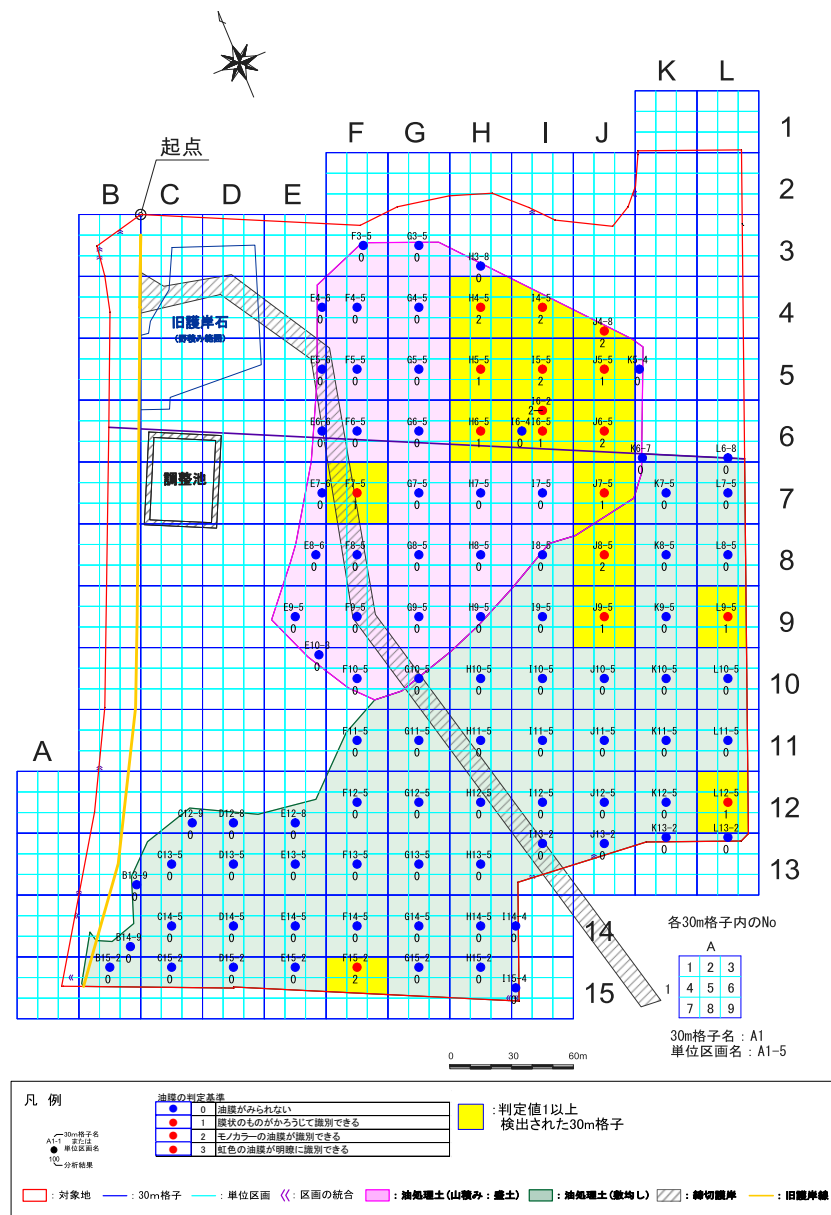 K L
F G H I J
1
起点
2
B C D E
F3-5 G3-5
0 0
3
H3-8
0
E4-6 F4-5 G4-5 H4-5 I4-5
0 0 0 2 2
4
旧護岸石
(野積み範囲)
J4-8
2
E5-6 F5-5 G5-5 H5-5 I5-5 J5-5 K5-4
0 0 0 1 2 1 0
5
I6-2
2
E6-6 F6-5 G6-5 H6-5 I6-4 I6-5 J6-5
0 0 0 1 0 1 2
6
K6-7 L6-8
0 0
調整池
E7-6 F7-5 G7-5 H7-5 I7-5 J7-5 K7-5 L7-5
0 1 0 0 0 1 0 0
7
E8-6 F8-5 G8-5 H8-5 I8-5 J8-5 K8-5 L8-5
0 0 0 0 0 2 0 0
8
E9-5 F9-5 G9-5 H9-5 I9-5 J9-5 K9-5 L9-5
0 0 0 0 0 1 0 1
9
E10-3
0
F10-5 G10-5 H10-5 I10-5 J10-5 K10-5 L10-5
0 0 0 0 0 0 0
10
F11-5 G11-5 H11-5 I11-5 J11-5 K11-5 L11-5
0 0 0 0 0 0 0
11
A
F12-5 G12-5 H12-5 I12-5 J12-5 K12-5 L12-5
0 0 0 0 0 0 1
12
C12-9 D12-8 E12-8
0 0 0
I13-2 J13-2 K13-2 L13-2
0 0 0 0
C13-5 D13-5 E13-5 F13-5 G13-5 H13-5
0 0 0 0 0 0
13
B13-9
0
C14-5 D14-5 E14-5 F14-5 G14-5 H14-5 I14-4
0 0 0 0 0 0 0
14
B14-9
0
B15-2 C15-2 D15-2 E15-2 F15-2 G15-2 H15-2
0 0 0 0 2 0 0
I15-4
0
15
各30m格子内のNo
A
1 2 3
1 4 5 6
7 8 9
30m格子名 : A1
単位区画名 : A1-5
0 30 60m
凡 例
30m格子名
または
単位区画名
A1-1
100
分析結果
油膜の判定基準
0 油膜がみられない
1 膜状のものがかろうじて識別できる
2 モノカラーの油膜が識別できる
3 虹色の油膜が明瞭に識別できる
:判定値1以上
検出された30m格子
: 対象地 : 30m格子 : 単位区画 : 区画の統合 : 油処理土(山積み:盛土) : 油処理土(敷均し) : 締切護岸 : 旧護岸線